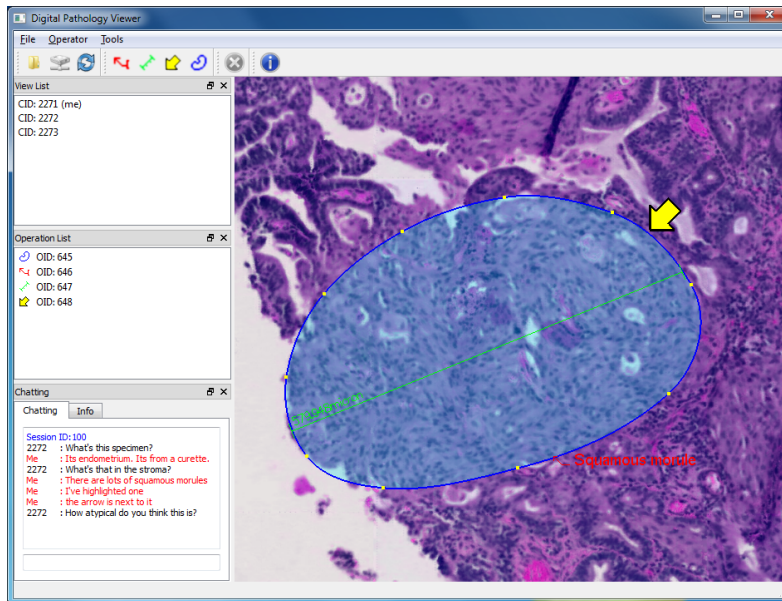 Digital Pathology Viewer
File Operator Tools
View List
CID: 2271 (me)
CID: 2272
CID: 2273
Operation List
OID: 645
OID: 646
OID: 647
OID: 648
Chatting
Chatting Info
Session ID:100
2272 : What's this specimen?
Me : Its endometrium. Its from a curette.
2272 : What's that in the stroma?
Me : There are lots of squamous morules
Me : I've highlighted one
Me : the arrow is next to it
2272 : How atypical do you think this is?
Squamous morule